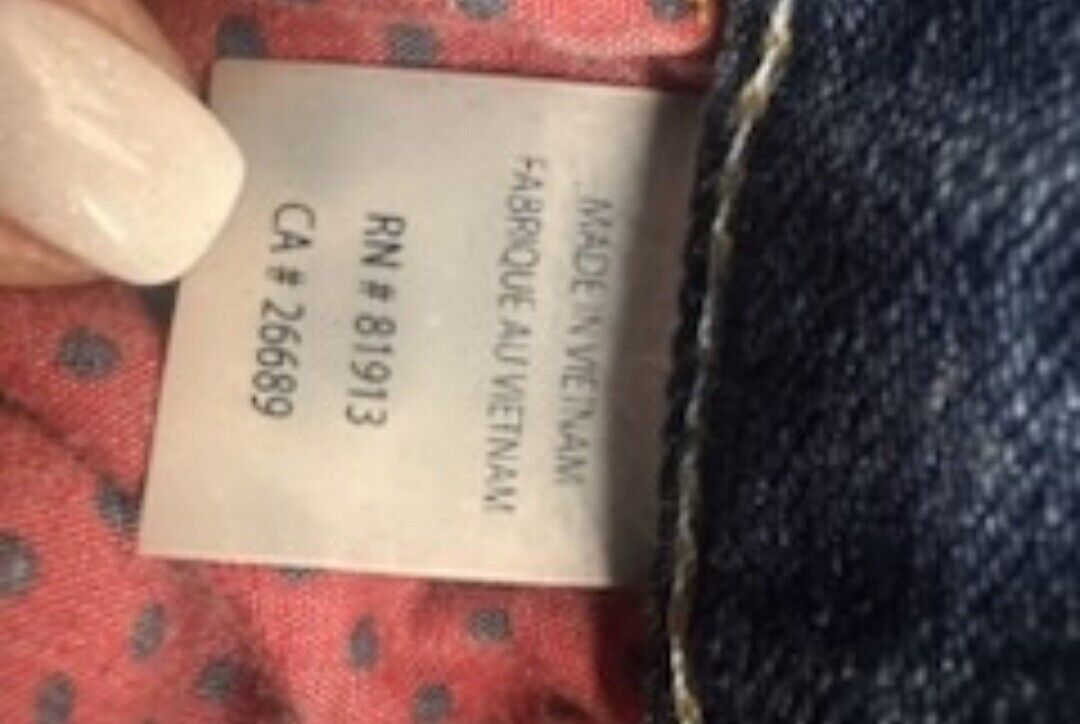 MADE IN VIETNAM
FABRIQUE AU VIETNAM
RN # 81913
CA # 26689